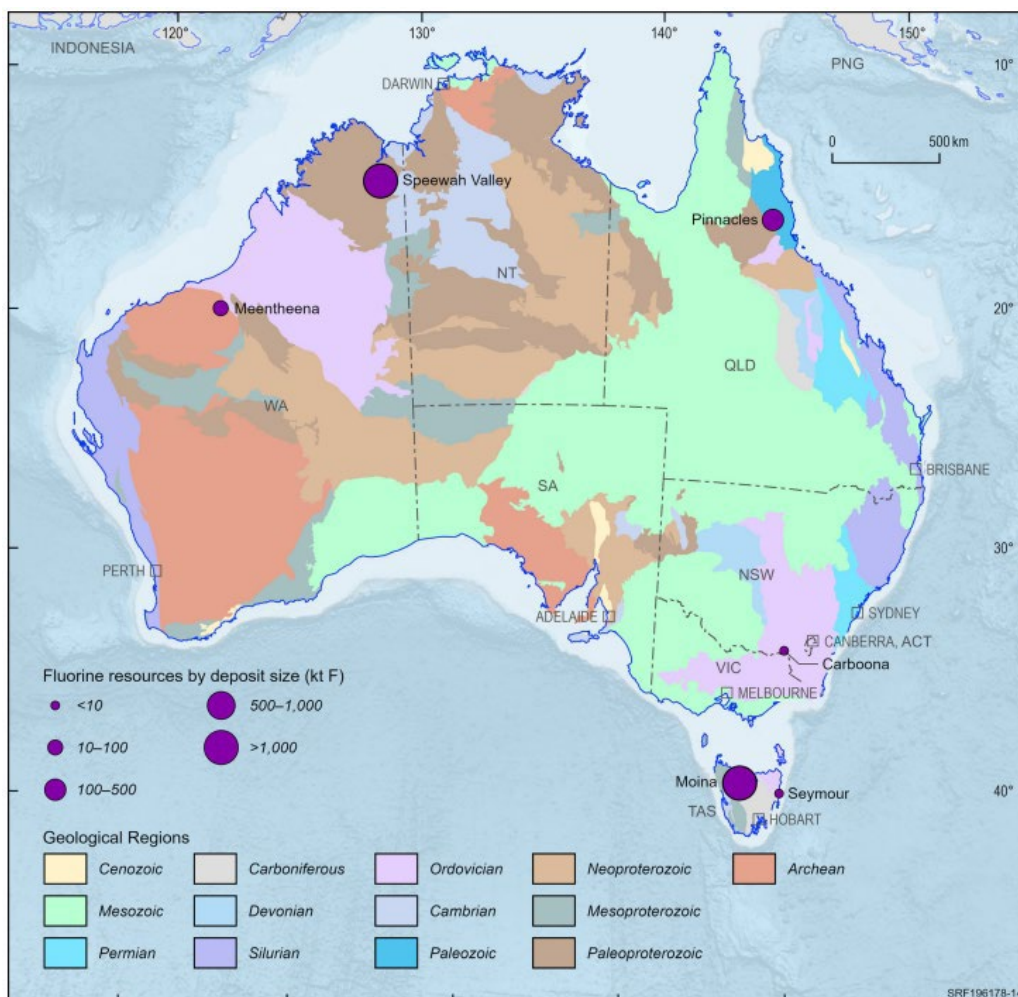 120°
130°
140°
150°
INDONESIA
PNG
10°
DARWIN
0
500 km
Speewah Valley
Pinnacles
NT
Meentheena
20°
QLD
WA
BRISBANE
SA
30°
PERTH
NSW
ADELAIDE
SYDNEY
CANBERRA, ACT
Carboona
VIC
MELBOURNE
Fluorine resources by deposit size (kt F)
<10
500–1,000
10–100
>1,000
100–500
Moina
Seymour
40°
TAS
HOBART
Geological Regions
Cenozoic
Carboniferous
Ordovician
Neoproterozoic
Archean
Mesozoic
Devonian
Cambrian
Mesoproterozoic
Permian
Silurian
Paleozoic
Paleoproterozoic